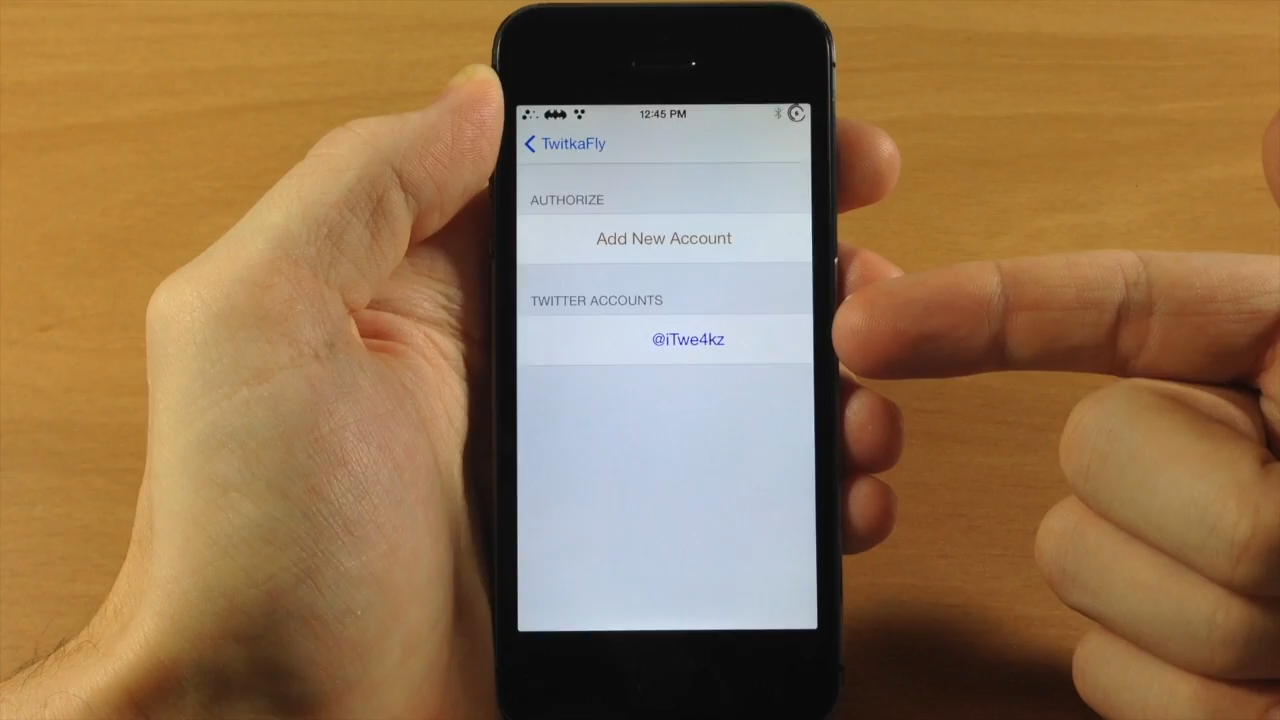 12:45 PM
TwitkaFly
AUTHORIZE
Add New Account
TWITTER ACCOUNTS
@iTwe4kz